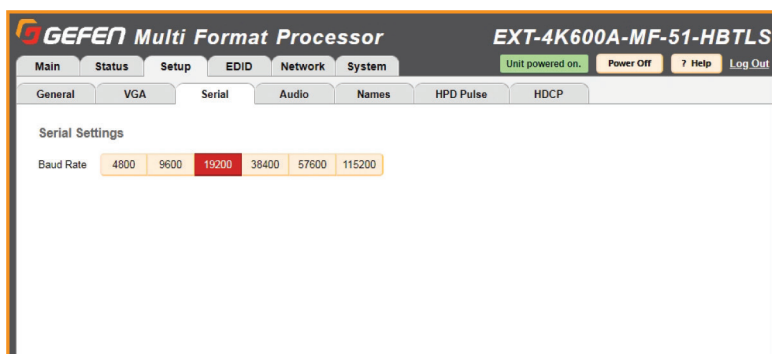 GEFEN Multi Format Processor EXT-4K600A-MF-51-HBTLS
Main Status Setup EDID Network System Unit powered on. Power Off ? Help Log Out
General VGA Serial Audio Names HPD Pulse HDCP
Serial Settings
Baud Rate 4800 9600 19200 38400 57600 115200